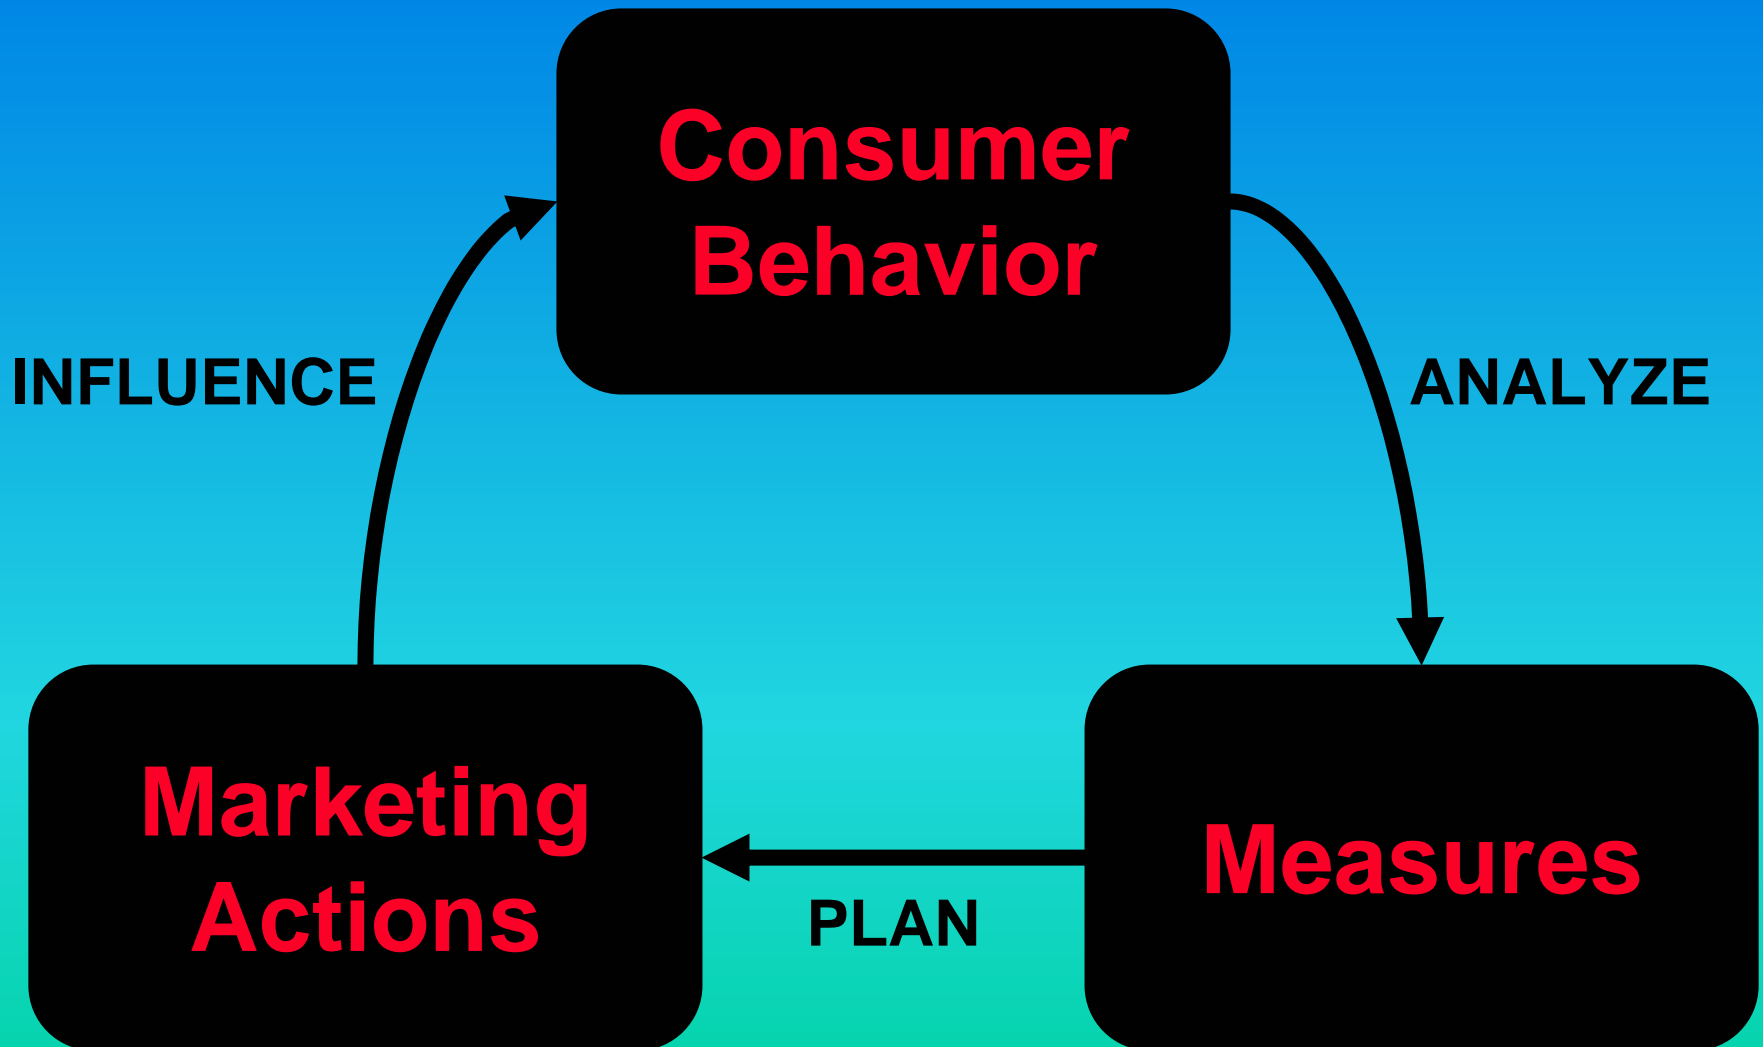 Consumer
Behavior
INFLUENCE
ANALYZE
Marketing
Actions
Measures
PLAN